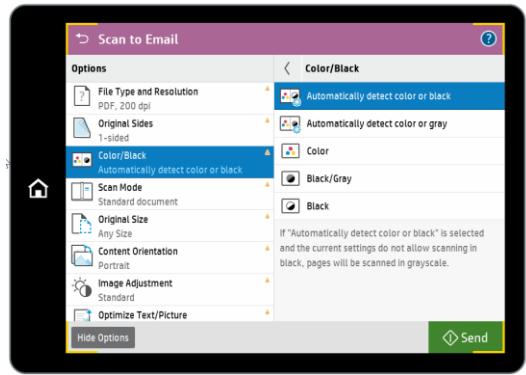 Scan to Email
?
Options
File Type and Resolution
PDF, 200 dpi
Original Sides
1-sided
Color/Black
Automatically detect color or black
Scan Mode
Standard document
Original Size
Any Size
Content Orientation
Portrait
Image Adjustment
Standard
Optimize Text/Picture
Hide Options
Color/Black
Automatically detect color or black
Automatically detect color or gray
Color
Black/Gray
Black
If "Automatically detect color or black" is selected
and the current settings do not allow scanning in
black, pages will be scanned in grayscale.
Send